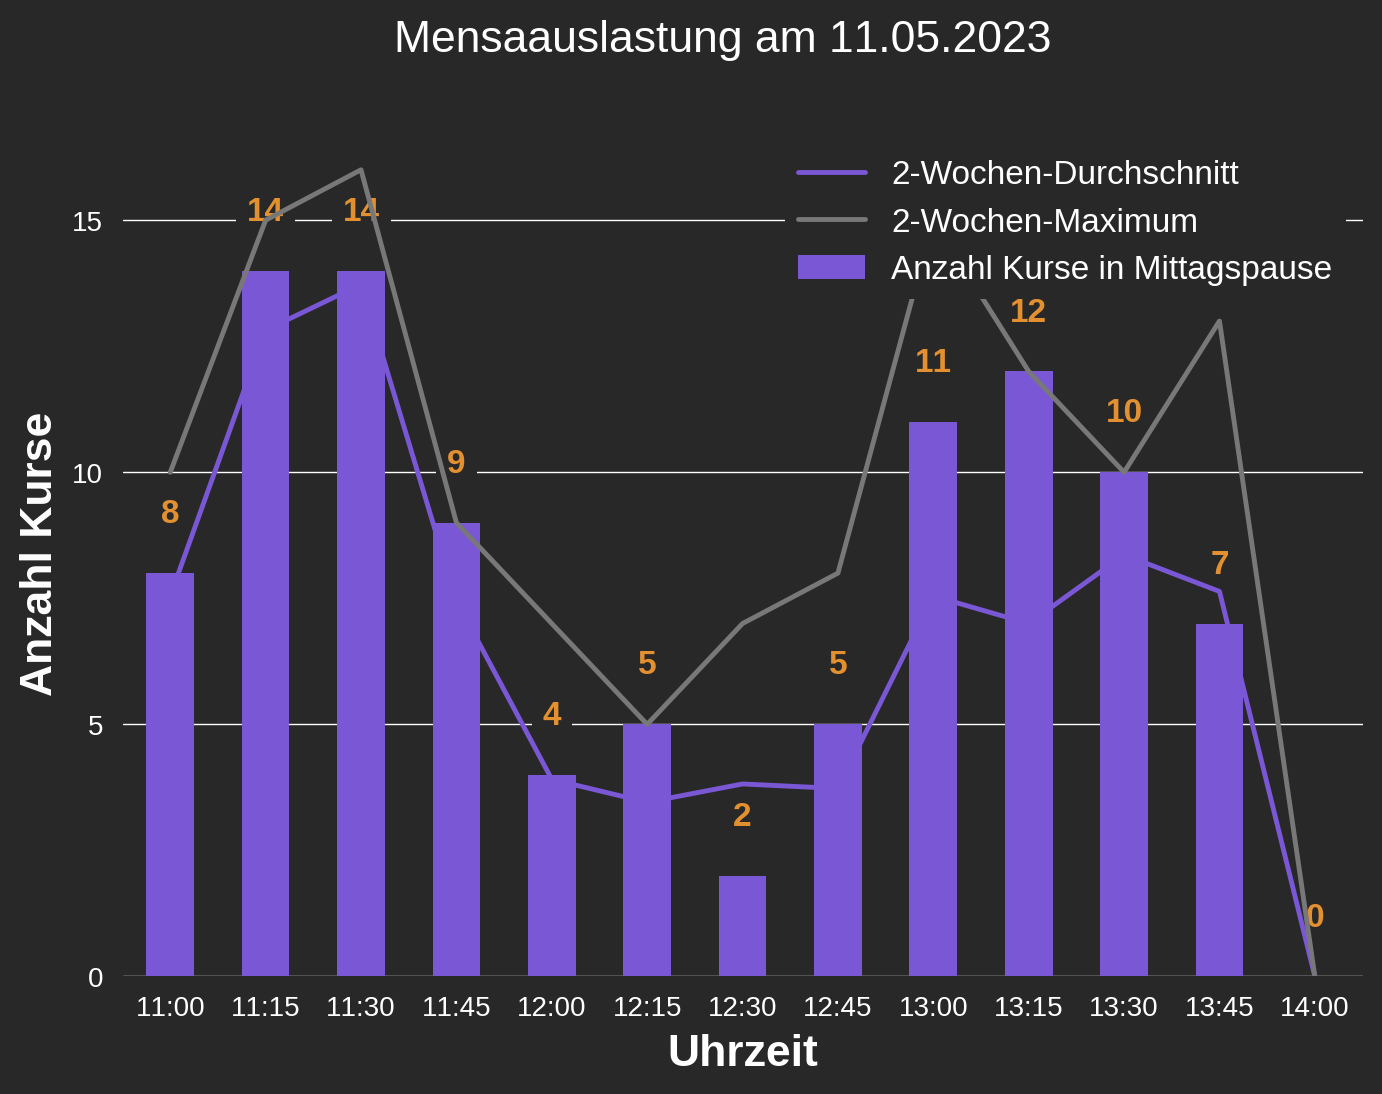 Mensaauslastung am 11.05.2023
2-Wochen-Durchschnitt
2-Wochen-Maximum
Anzahl Kurse in Mittagspause
Anzahl Kurse
15
10
5
0
8
14
14
9
4
5
2
5
11
12
10
7
0
11:00 11:15 11:30 11:45 12:00 12:15 12:30 12:45 13:00 13:15 13:30 13:45 14:00
Uhrzeit